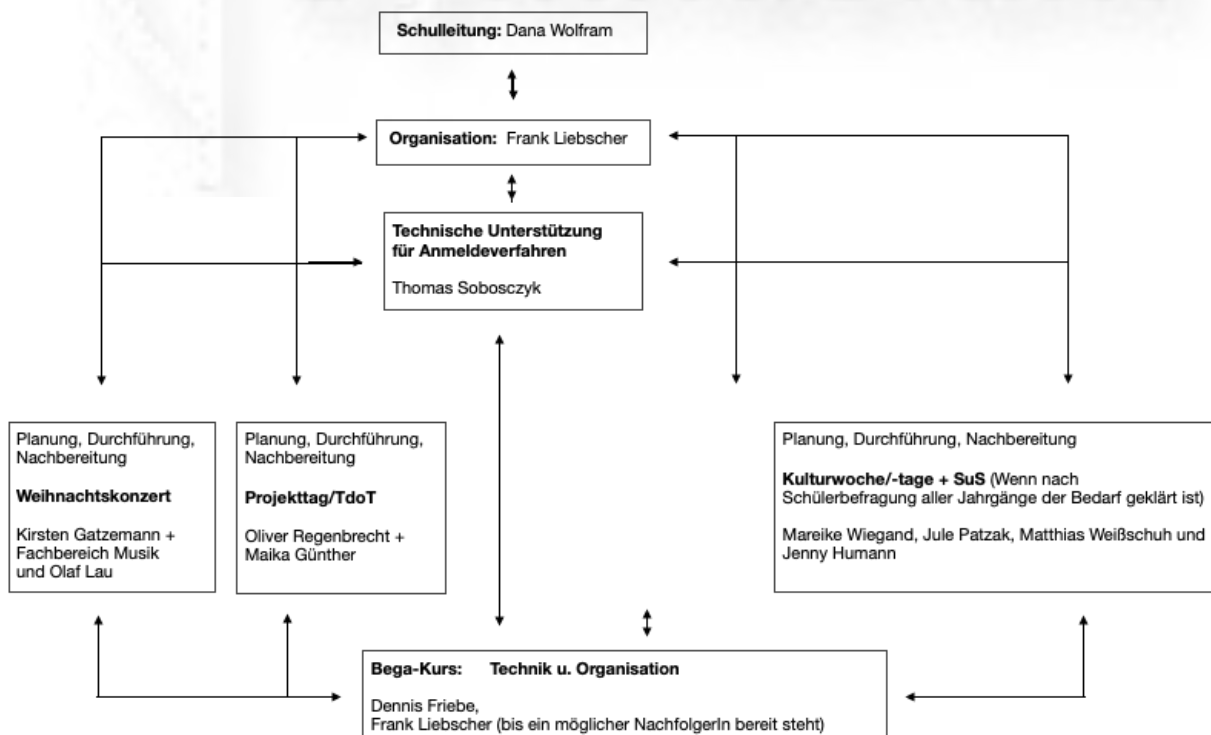 Schulleitung: Dana Wolfram
Organisation: Frank Liebscher
Technische Unterstützung
für Anmeldeverfahren
Thomas Sobosczyk
Planung, Durchführung,
Nachbereitung
Weihnachtskonzert
Kirsten Gatzemann +
Fachbereich Musik
und Olaf Lau
Planung, Durchführung,
Nachbereitung
Projekttag/TdoT
Oliver Regenbrecht +
Maika Günther
Planung, Durchführung, Nachbereitung
Kulturwoche/-tage + SuS (Wenn nach
Schülerbefragung aller Jahrgänge der Bedarf geklärt ist)
Mareike Wiegand, Jule Patzak, Matthias Weißschuh und
Jenny Humann
Bega-Kurs: Technik u. Organisation
Dennis Friebe,
Frank Liebscher (bis ein möglicher NachfolgerIn bereit steht)